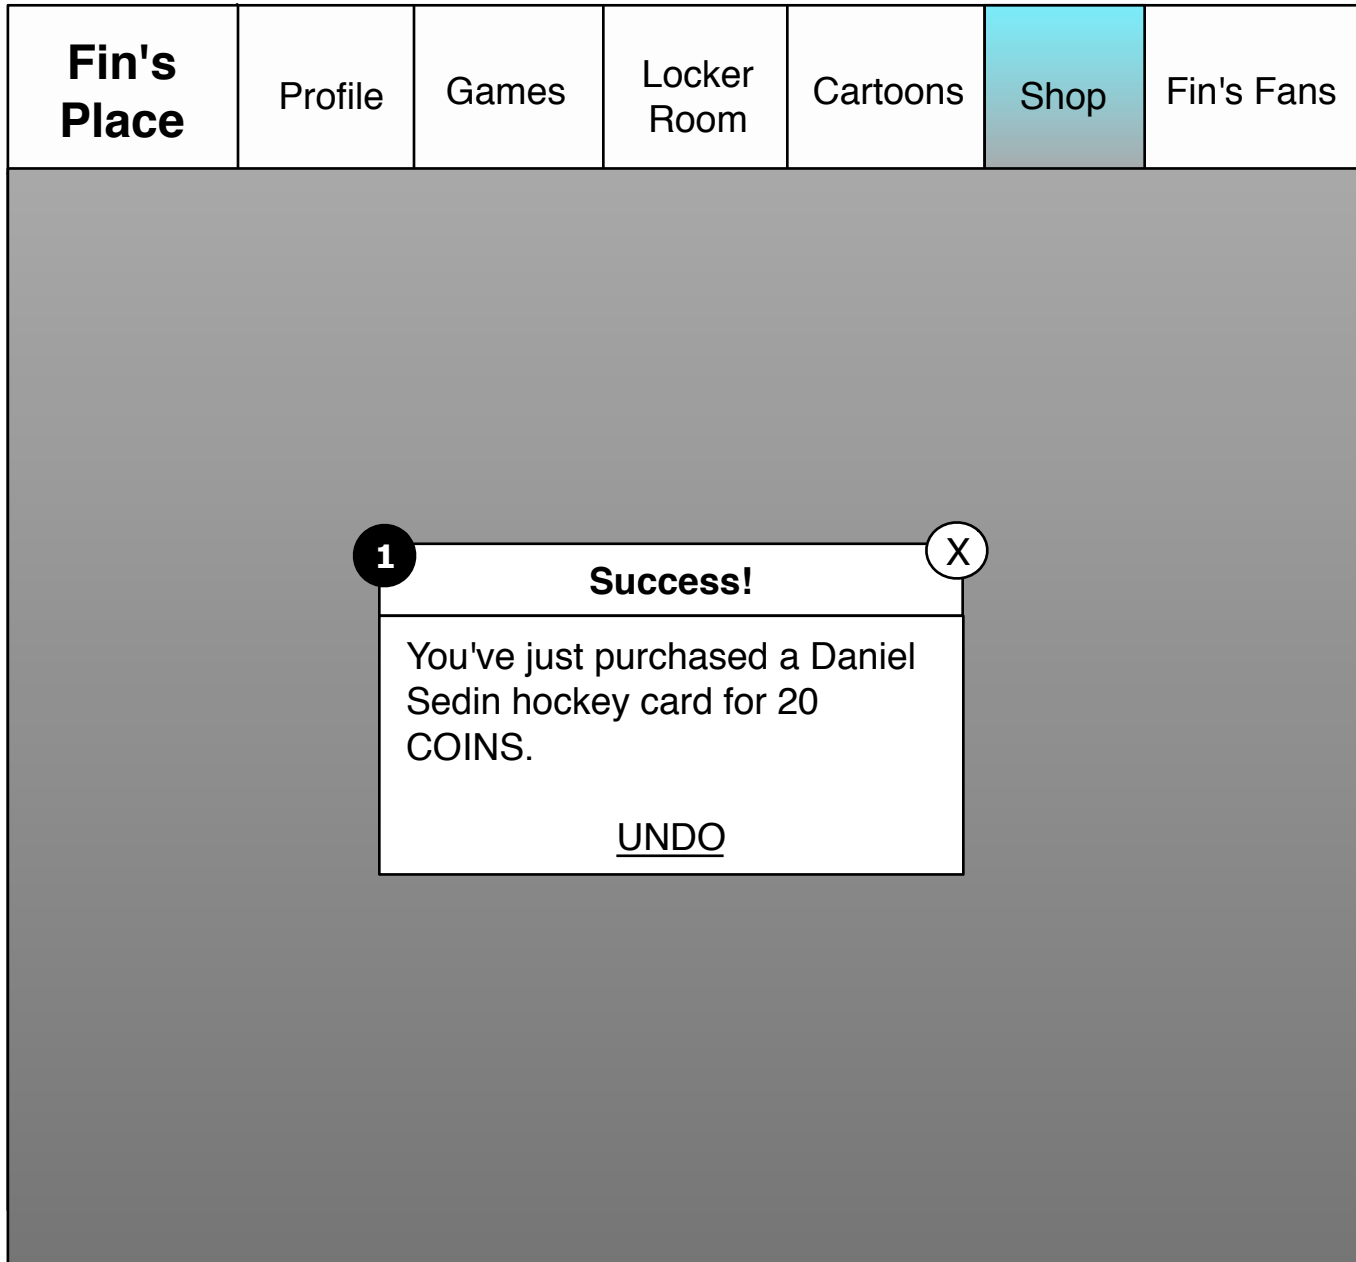 Fin's
Place
Profile
Games
Locker
Room
Cartoons
Shop
Fin's Fans
1
X
Success!
You've just purchased a Daniel
Sedin hockey card for 20
COINS.
UNDO